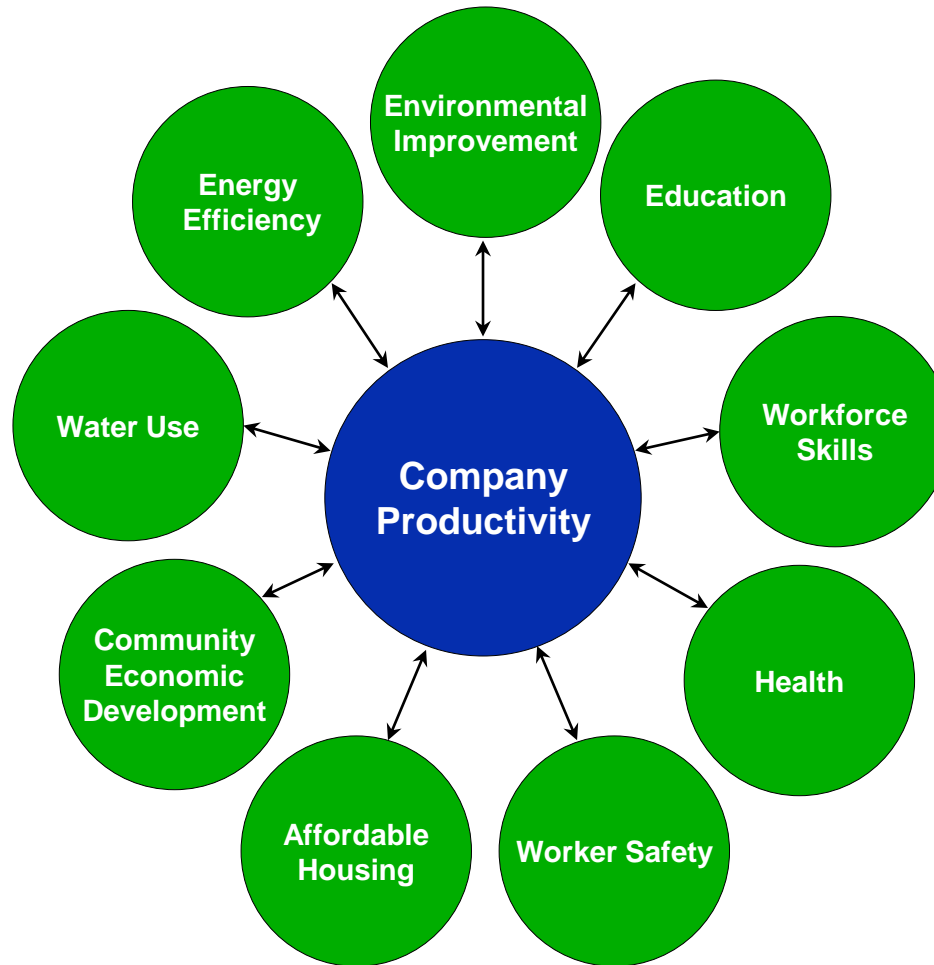 Environmental
Improvement
Education
Workforce
Skills
Health
Worker Safety
Affordable
Housing
Community
Economic
Development
Water Use
Energy
Efficiency
Company
Productivity